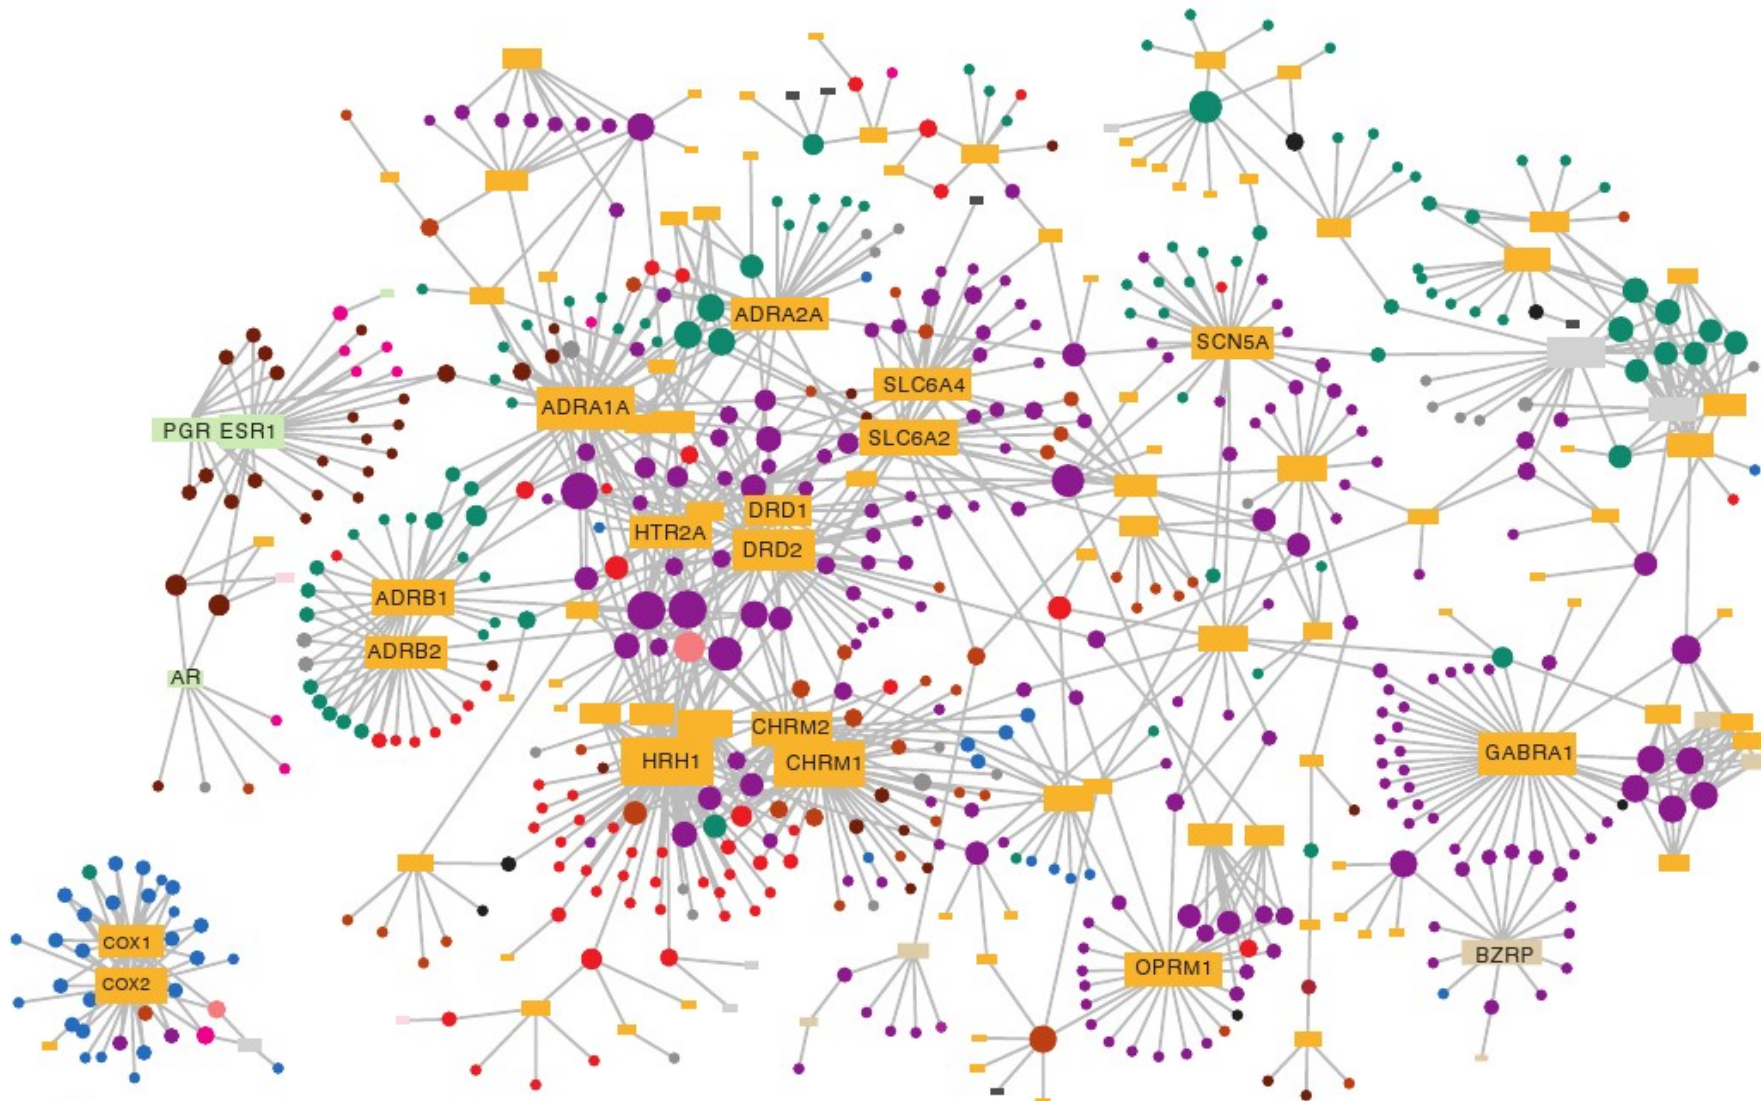 ADRA2A
SCN5A
SLC6A4
ADRA1A
PGR ESR1
SLC6A2
DRD1
HTR2A
DRD2
ADRB1
ADRB2
AR
CHRM2
HRH1
CHRM1
GABRA1
COX1
COX2
OPRM1
BZRP